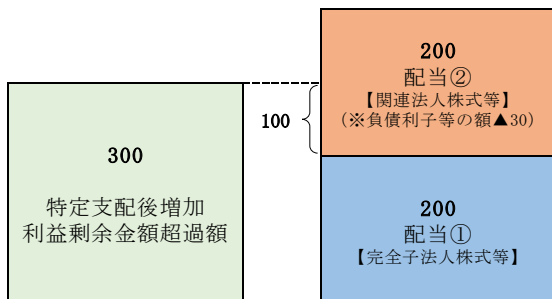 300
特定支配後増加
利益剰余金額超過額
100
200
配当②
【関連法人株式等】
（※負債利子等の額▲30）
200
配当①
【完全子法人株式等】